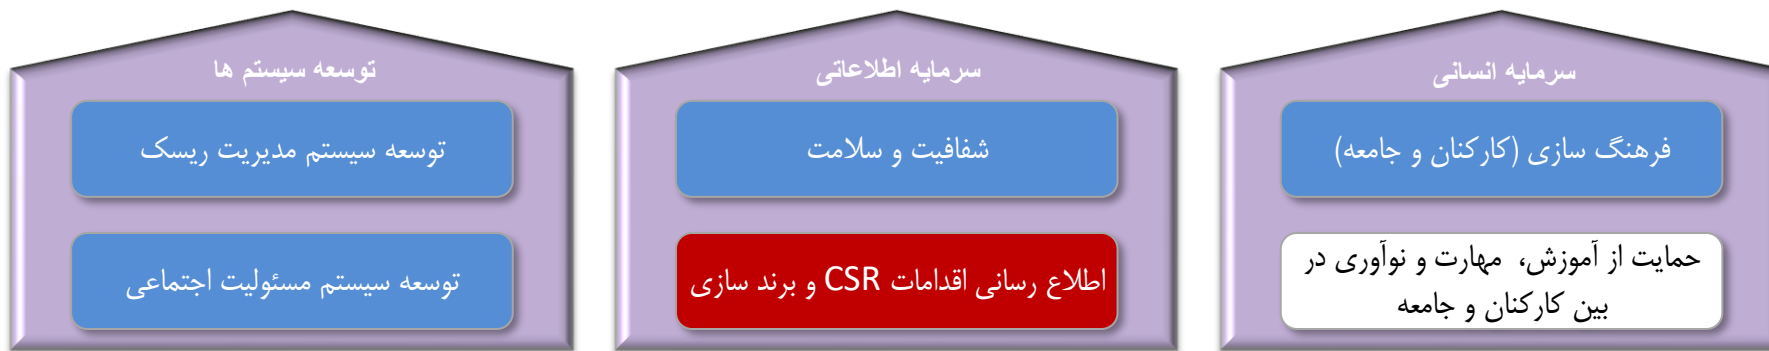 سرمایه انسانی
فرهنگ سازی (کارکنان و جامعه)
حمایت از آموزش، مهارت و نوآوری در
بین کارکنان و جامعه
سرمایه اطلاعاتی
شفافیت و سلامت
اطلاع رسانی اقدامات CSR و برند سازی
توسعه سیستم ها
توسعه سیستم مدیریت ریسک
توسعه سیستم مسئولیت اجتماعی